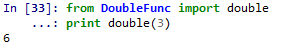 In [33]: from DoubleFunc import double
...: print double(3)
6